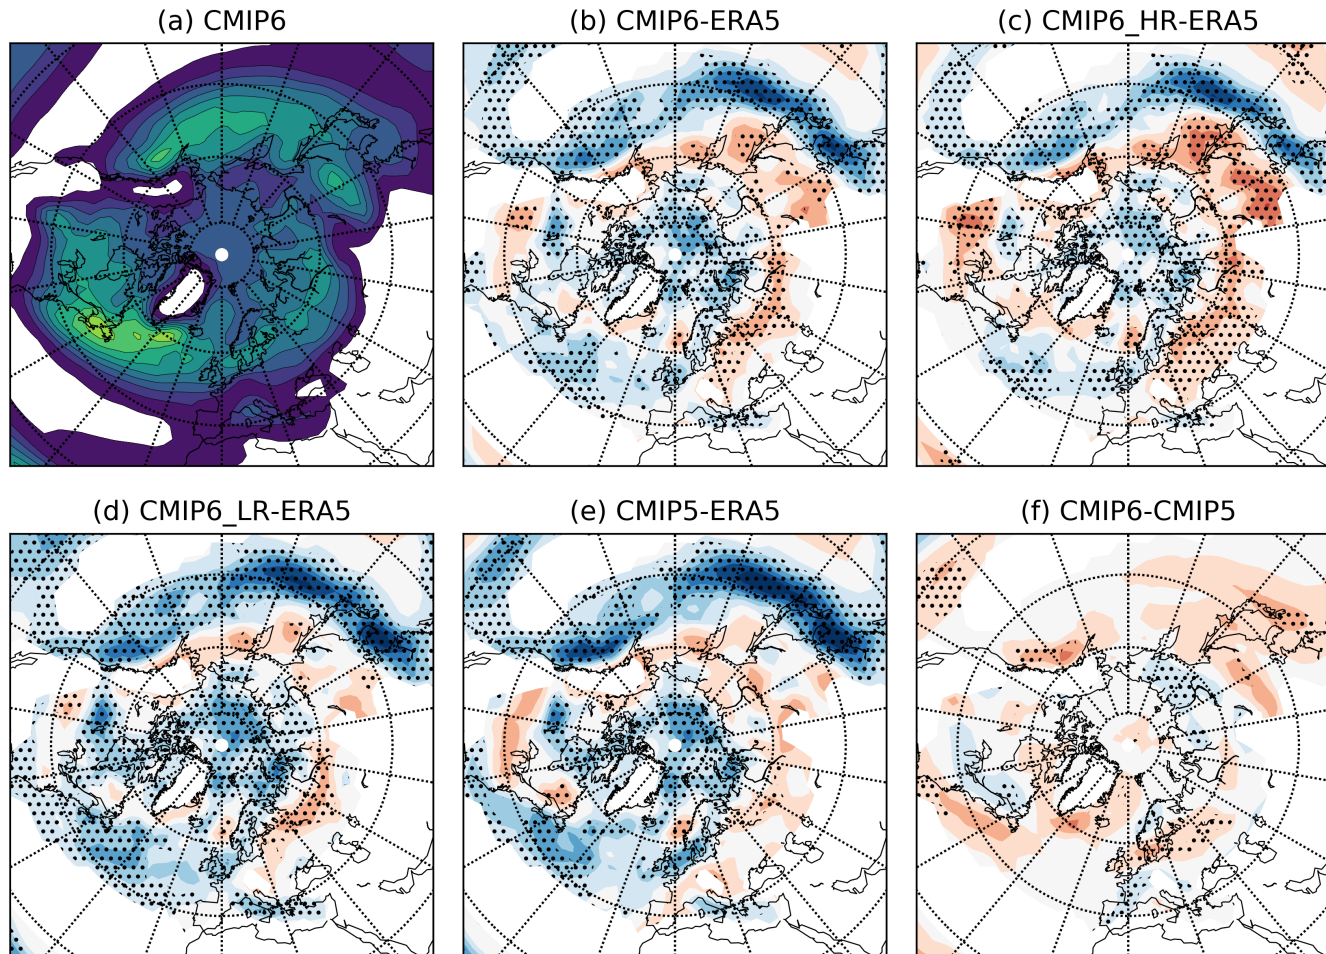 (a) CMIP6
(b) CMIP6-ERA5
(c) CMIP6_HR-ERA5
(d) CMIP6_LR-ERA5
(e) CMIP5-ERA5
(f) CMIP6-CMIP5